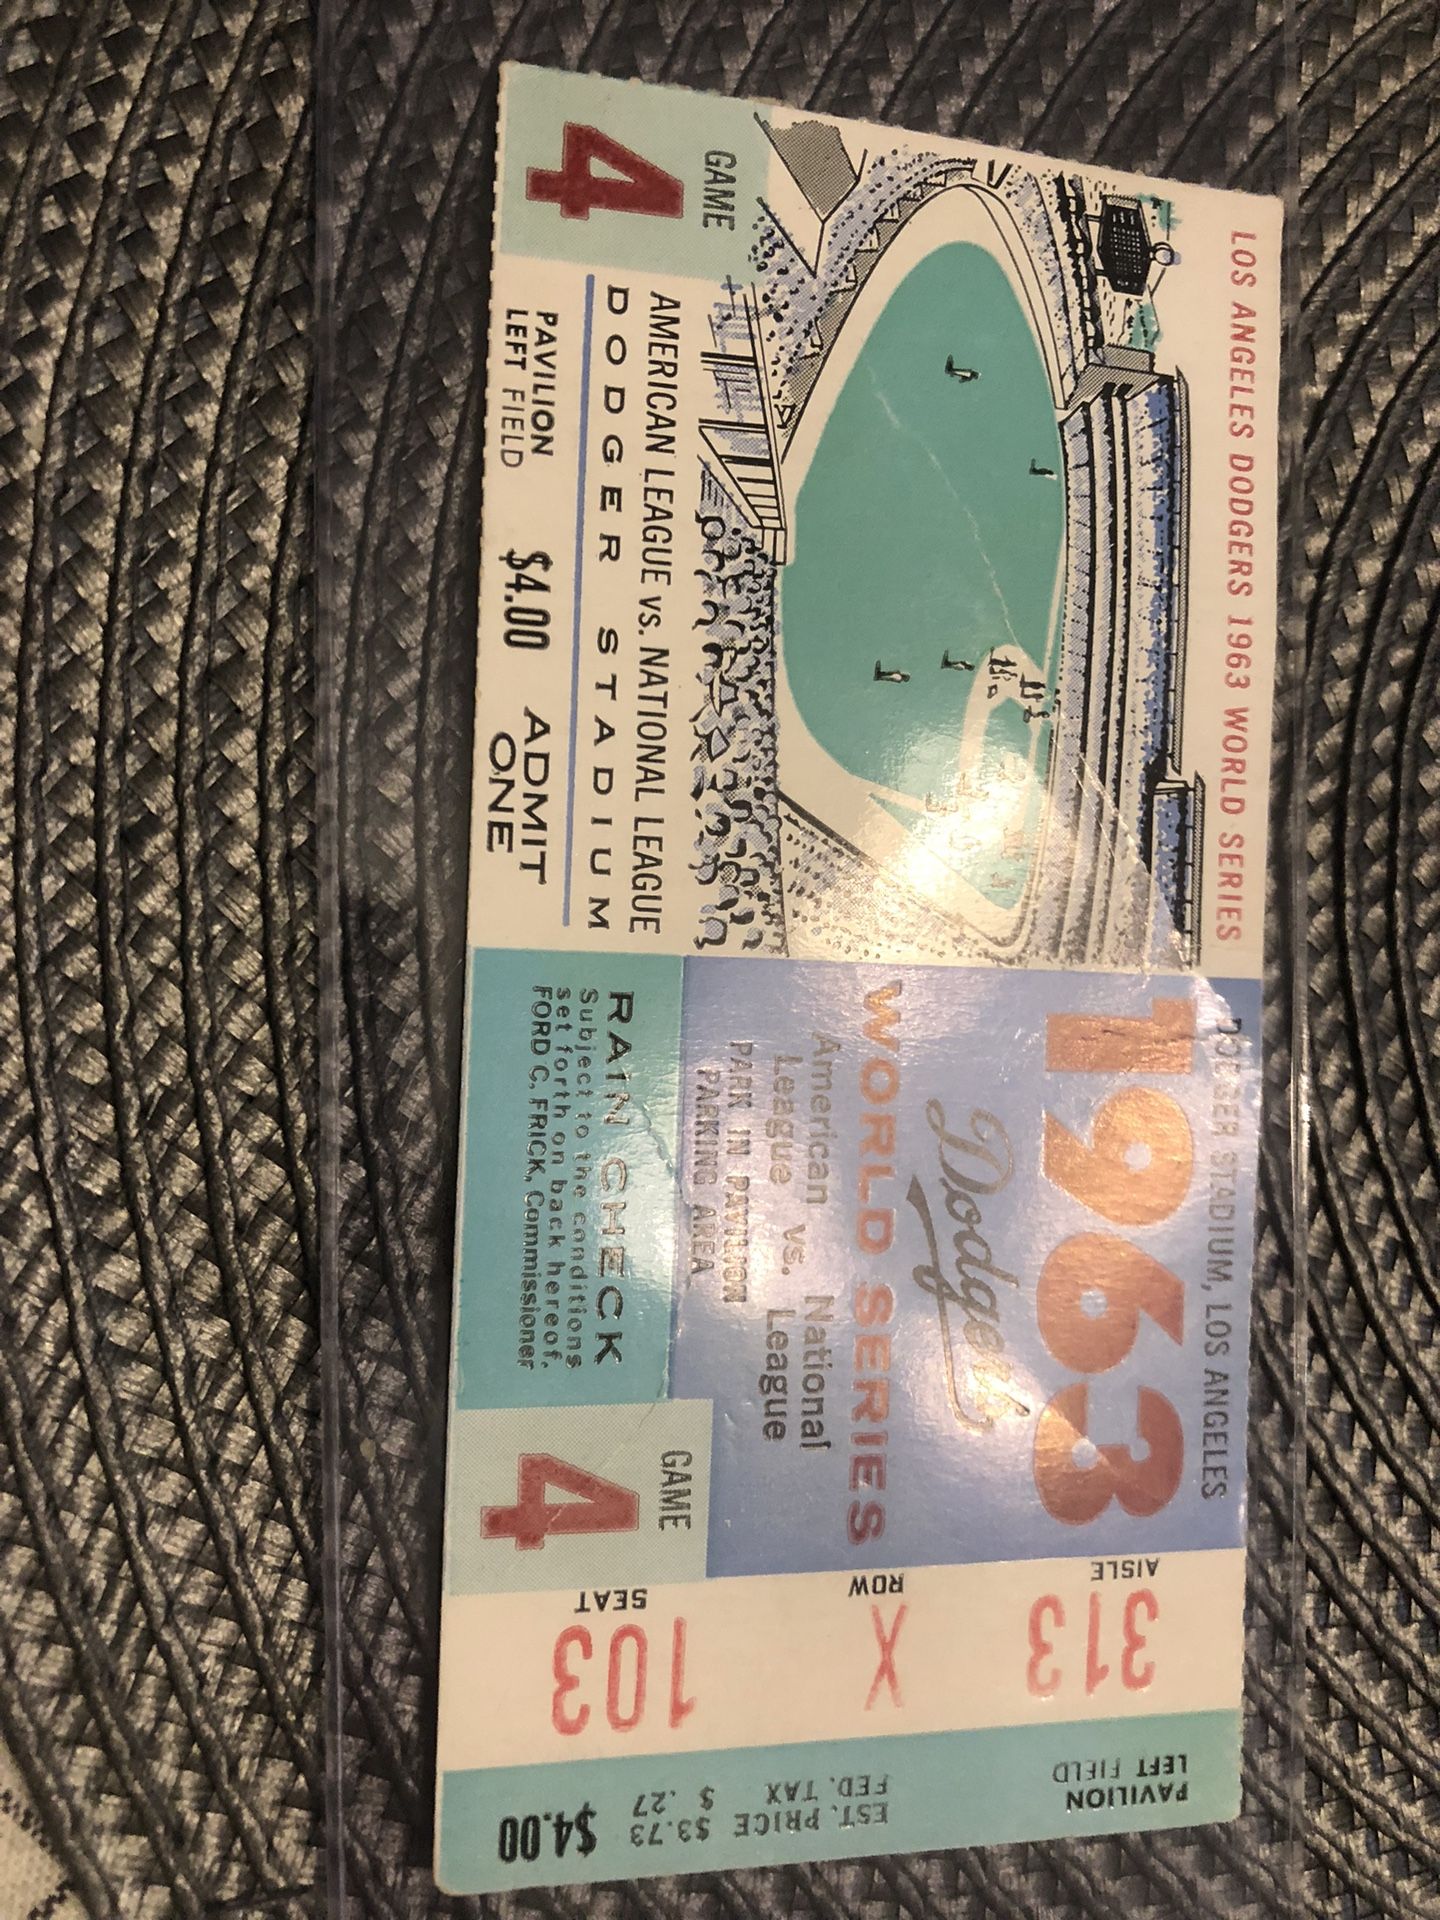 LOS ANGELES DODGERS 1963 WORLD SERIES
GAME
4
AMERICAN LEAGUE vs. NATIONAL LEAGUE
DODGER STADIUM
PAVILION
LEFT FIELD
$4.00
ADMIT
ONE
DODGER STADIUM, LOS ANGELES
1963
Dodgers
WORLD SERIES
American vs. National
League League
PARK IN PAVILION
PARKING AREA
RAIN CHECK
Subject to the conditions
set forth on back hereof.
FORD C. FRICK, Commissioner
GAME
4
AISLE
313
ROW
X
SEAT
103
PAVILION
LEFT FIELD
EST. PRICE $3.73
FED. TAX $ .27
$4.00